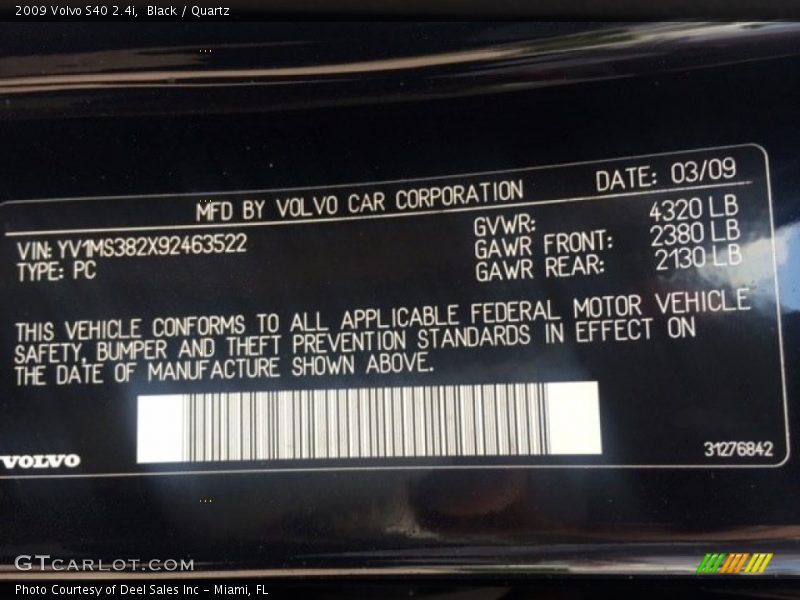 2009 Volvo S40 2.4i, Black / Quartz
MFD BY VOLVO CAR CORPORATION DATE: 03/09
VIN: YV1MS382X92463522 GVWR: 4320 LB
TYPE: PC GAWR FRONT: 2380 LB
GAWR REAR: 2130 LB
THIS VEHICLE CONFORMS TO ALL APPLICABLE FEDERAL MOTOR VEHICLE
SAFETY, BUMPER AND THEFT PREVENTION STANDARDS IN EFFECT ON
THE DATE OF MANUFACTURE SHOWN ABOVE.
VOLVO 31276842
GTCARLOT.COM
Photo Courtesy of Deel Sales Inc - Miami, FL